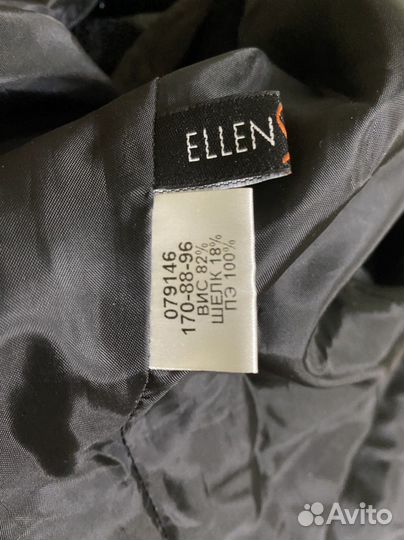 ELLEN
079146
170-88-96
ВИС 82%
ШЕЛК 18%
ПЭ 100%
Avito